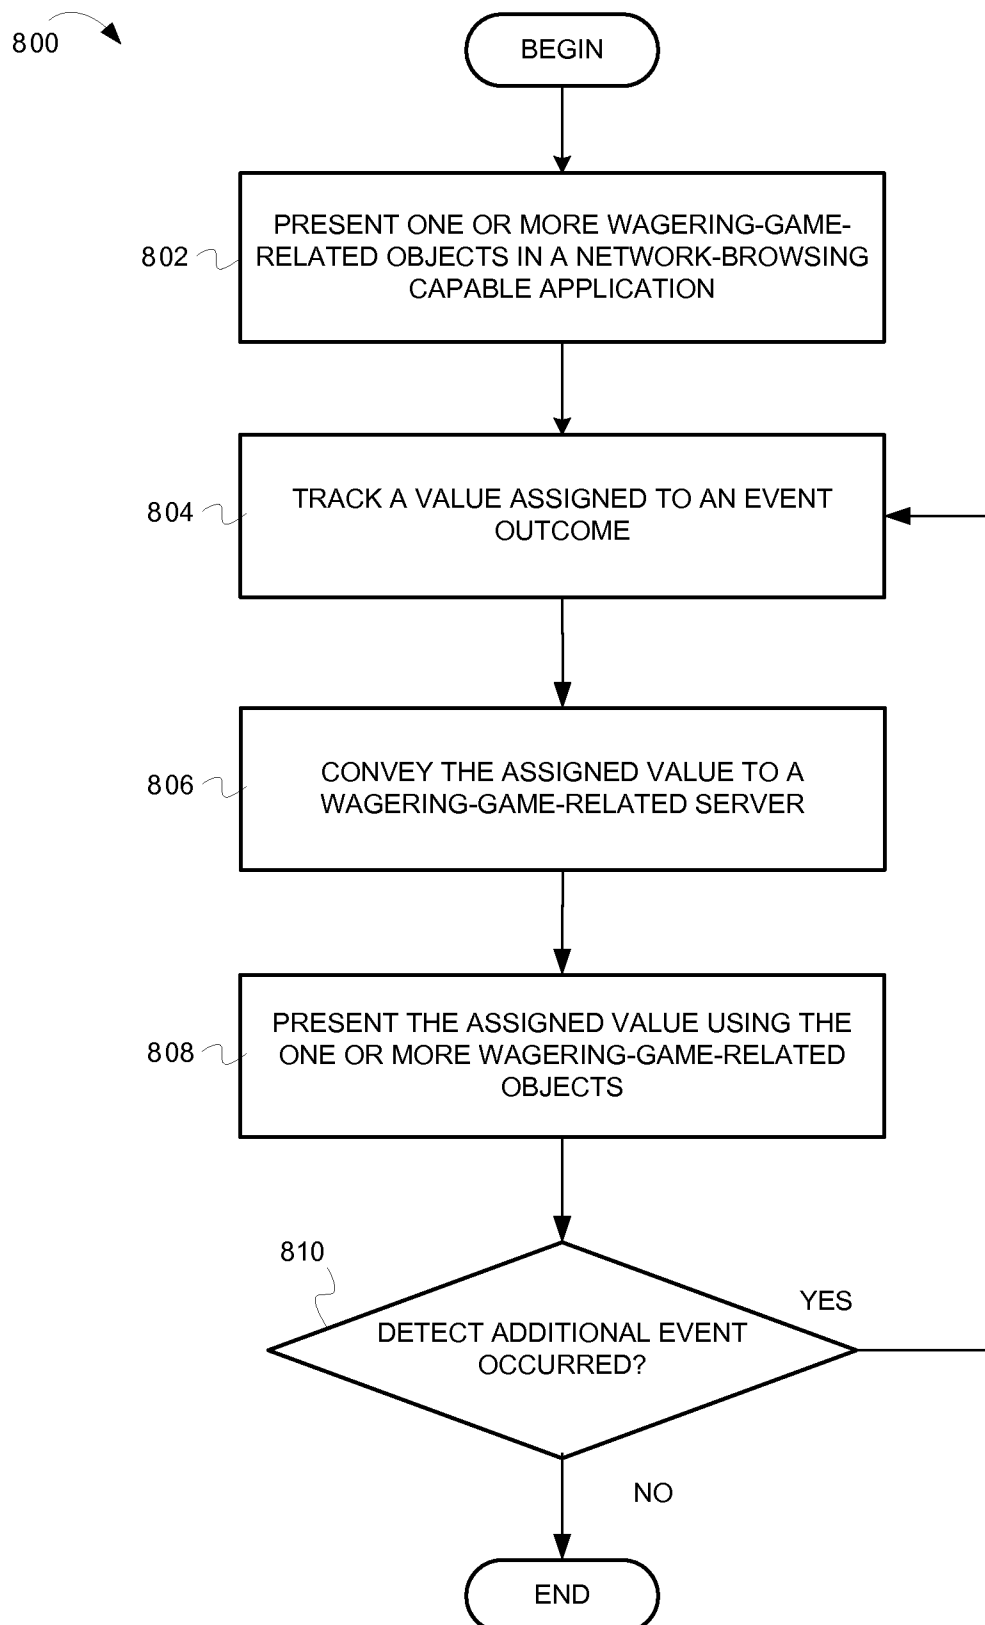 800
BEGIN
802
PRESENT ONE OR MORE WAGERING-GAME-
RELATED OBJECTS IN A NETWORK-BROWSING
CAPABLE APPLICATION
804
TRACK A VALUE ASSIGNED TO AN EVENT
OUTCOME
806
CONVEY THE ASSIGNED VALUE TO A
WAGERING-GAME-RELATED SERVER
808
PRESENT THE ASSIGNED VALUE USING THE
ONE OR MORE WAGERING-GAME-RELATED
OBJECTS
810
DETECT ADDITIONAL EVENT
OCCURRED?
YES
NO
END